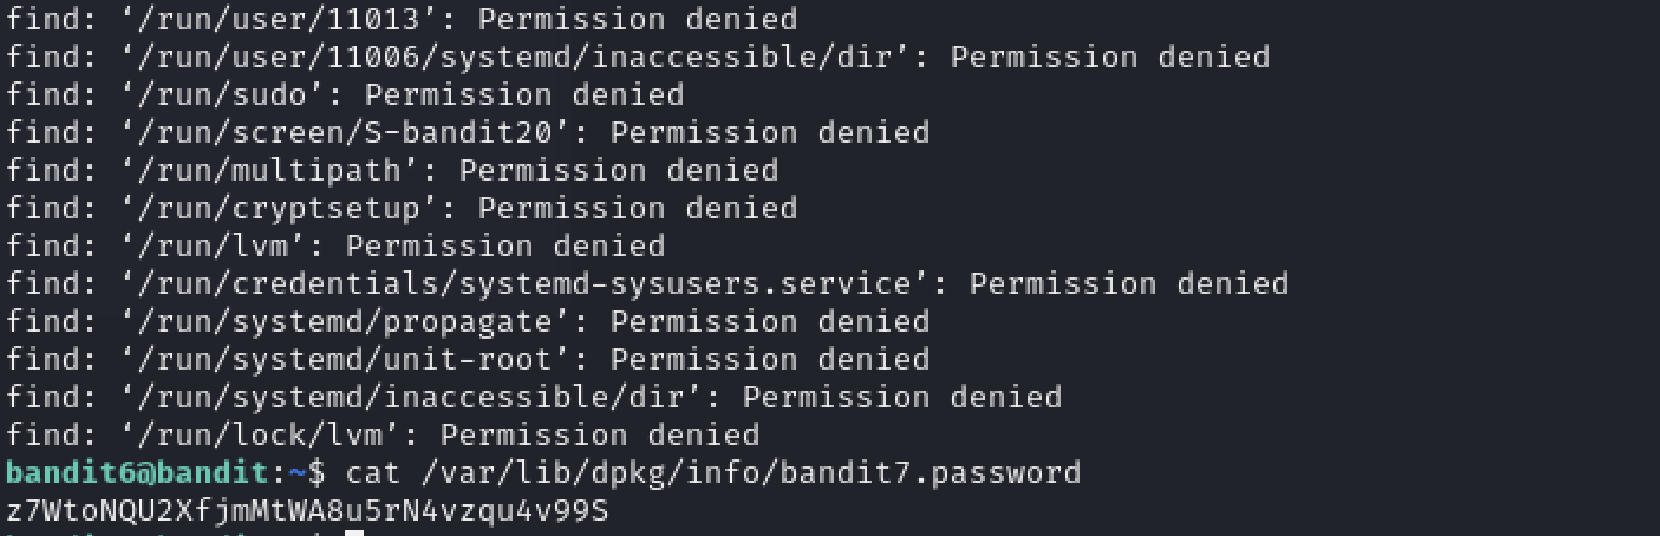 find: ‘/run/user/11013’: Permission denied
find: ‘/run/user/11006/systemd/inaccessible/dir’: Permission denied
find: ‘/run/sudo’: Permission denied
find: ‘/run/screen/S-bandit20’: Permission denied
find: ‘/run/multipath’: Permission denied
find: ‘/run/cryptsetup’: Permission denied
find: ‘/run/lvm’: Permission denied
find: ‘/run/credentials/systemd-sysusers.service’: Permission denied
find: ‘/run/systemd/propagate’: Permission denied
find: ‘/run/systemd/unit-root’: Permission denied
find: ‘/run/systemd/inaccessible/dir’: Permission denied
find: ‘/run/lock/lvm’: Permission denied
bandit6@bandit:~$ cat /var/lib/dpkg/info/bandit7.password
z7WtoNQU2XfjmMtWA8u5rN4vzqu4v99S